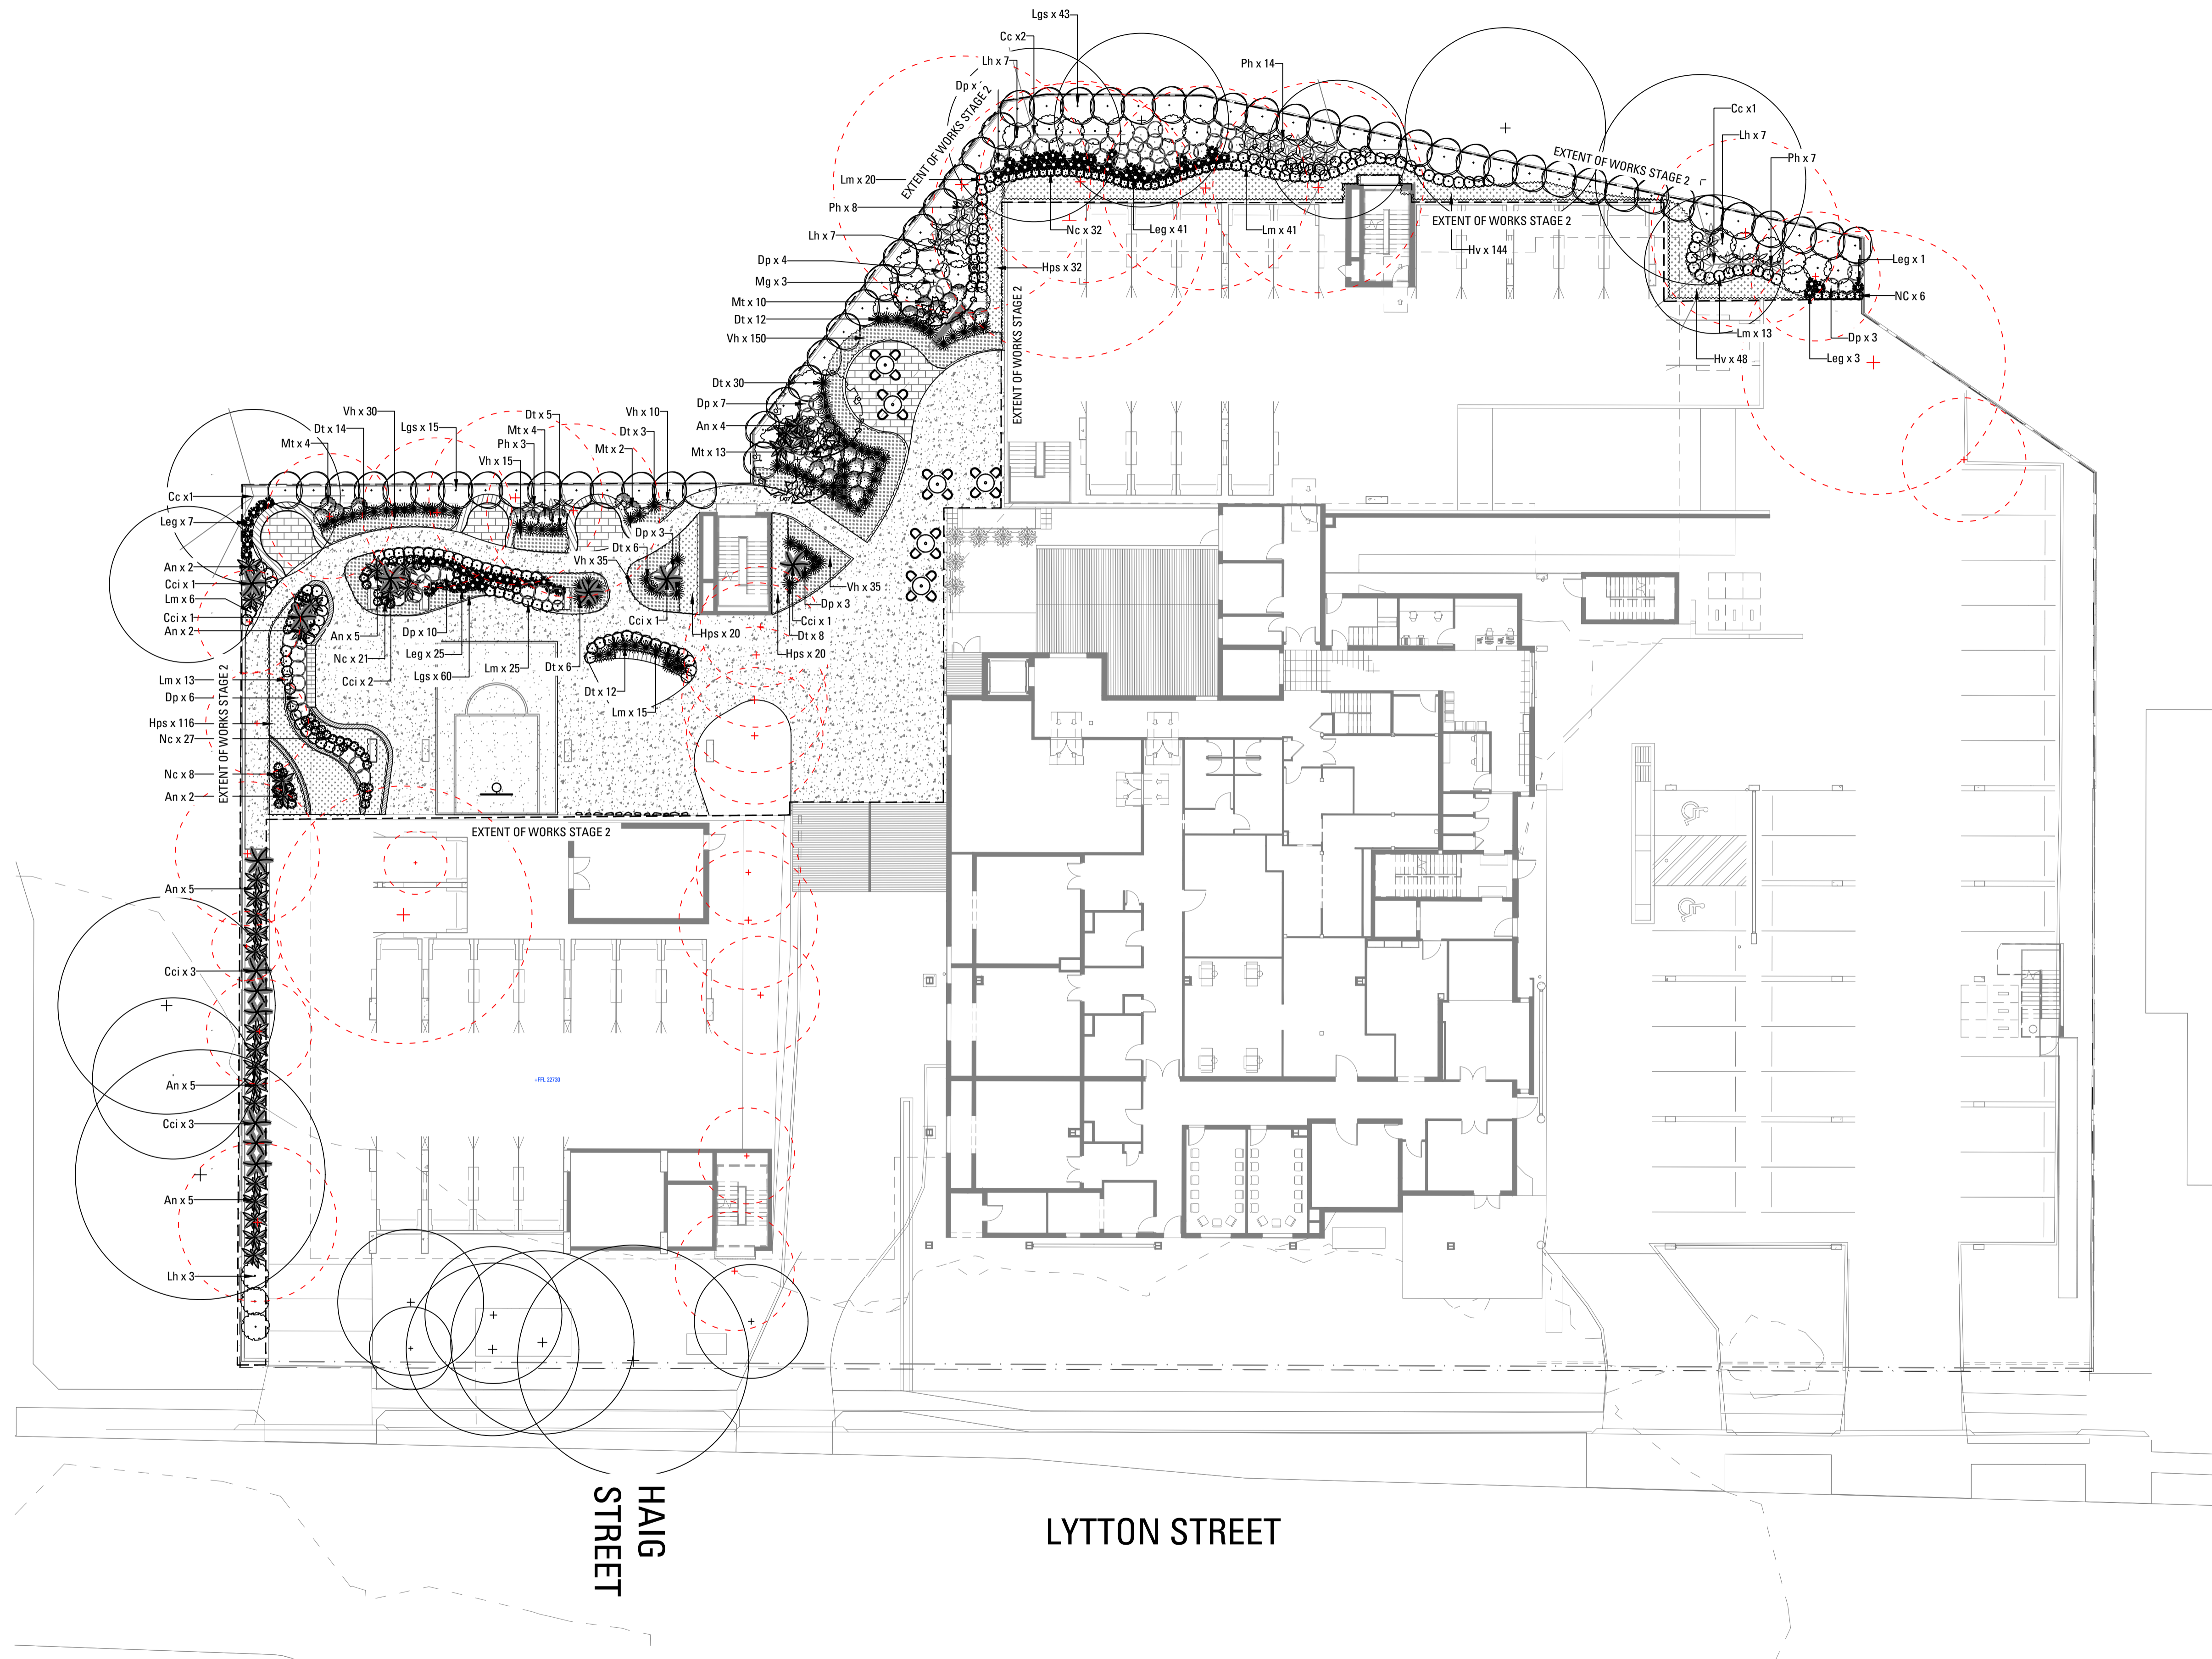 Lgs x 43
Cc x2
Lh x 7
Dp x
Ph x 14
EXTENT OF WORKS STAGE 2
EXTENT OF WORKS STAGE 2
Cc x1
Lh x 7
Ph x 7
Lm x 20
Ph x 8
Lh x 7
Dp x 4
Mg x 3
Mt x 10
Dt x 12
Vh x 150
Nc x 32
Leg x 41
Lm x 41
EXTENT OF WORKS STAGE 2
Hv x 144
Hps x 32
EXTENT OF WORKS STAGE 2
Leg x 1
NC x 6
Lm x 13
Dp x 3
Hv x 48
Leg x 3
Dt x 30
Dp x 7
An x 4
Mt x 13
Vh x 30
Lgs x 15
Dt x 5
Vh x 10
Dt x 14
Mt x 4
Dt x 3
Mt x 4
Ph x 3
Mt x 2
Vh x 15
Cc x1
Leg x 7
An x 2
Cci x 1
Lm x 6
Cci x 1
An x 2
Dp x 3
Dt x 6
Vh x 35
Vh x 35
Dp x 3
Cci x 1
Cci x 1
Hps x 20
Dt x 8
Hps x 20
An x 5
Dp x 10
Nc x 21
Leg x 25
Cci x 2
Lgs x 60
Lm x 25
Dt x 6
Dt x 12
Lm x 15
Lm x 13
Dp x 6
Hps x 116
Nc x 27
EXTENT OF WORKS STAGE 2
Nc x 8
An x 2
EXTENT OF WORKS STAGE 2
An x 5
Cci x 3
An x 5
Cci x 3
An x 5
Lh x 3
+FFL 22730
HAIG
STREET
LYTTON STREET